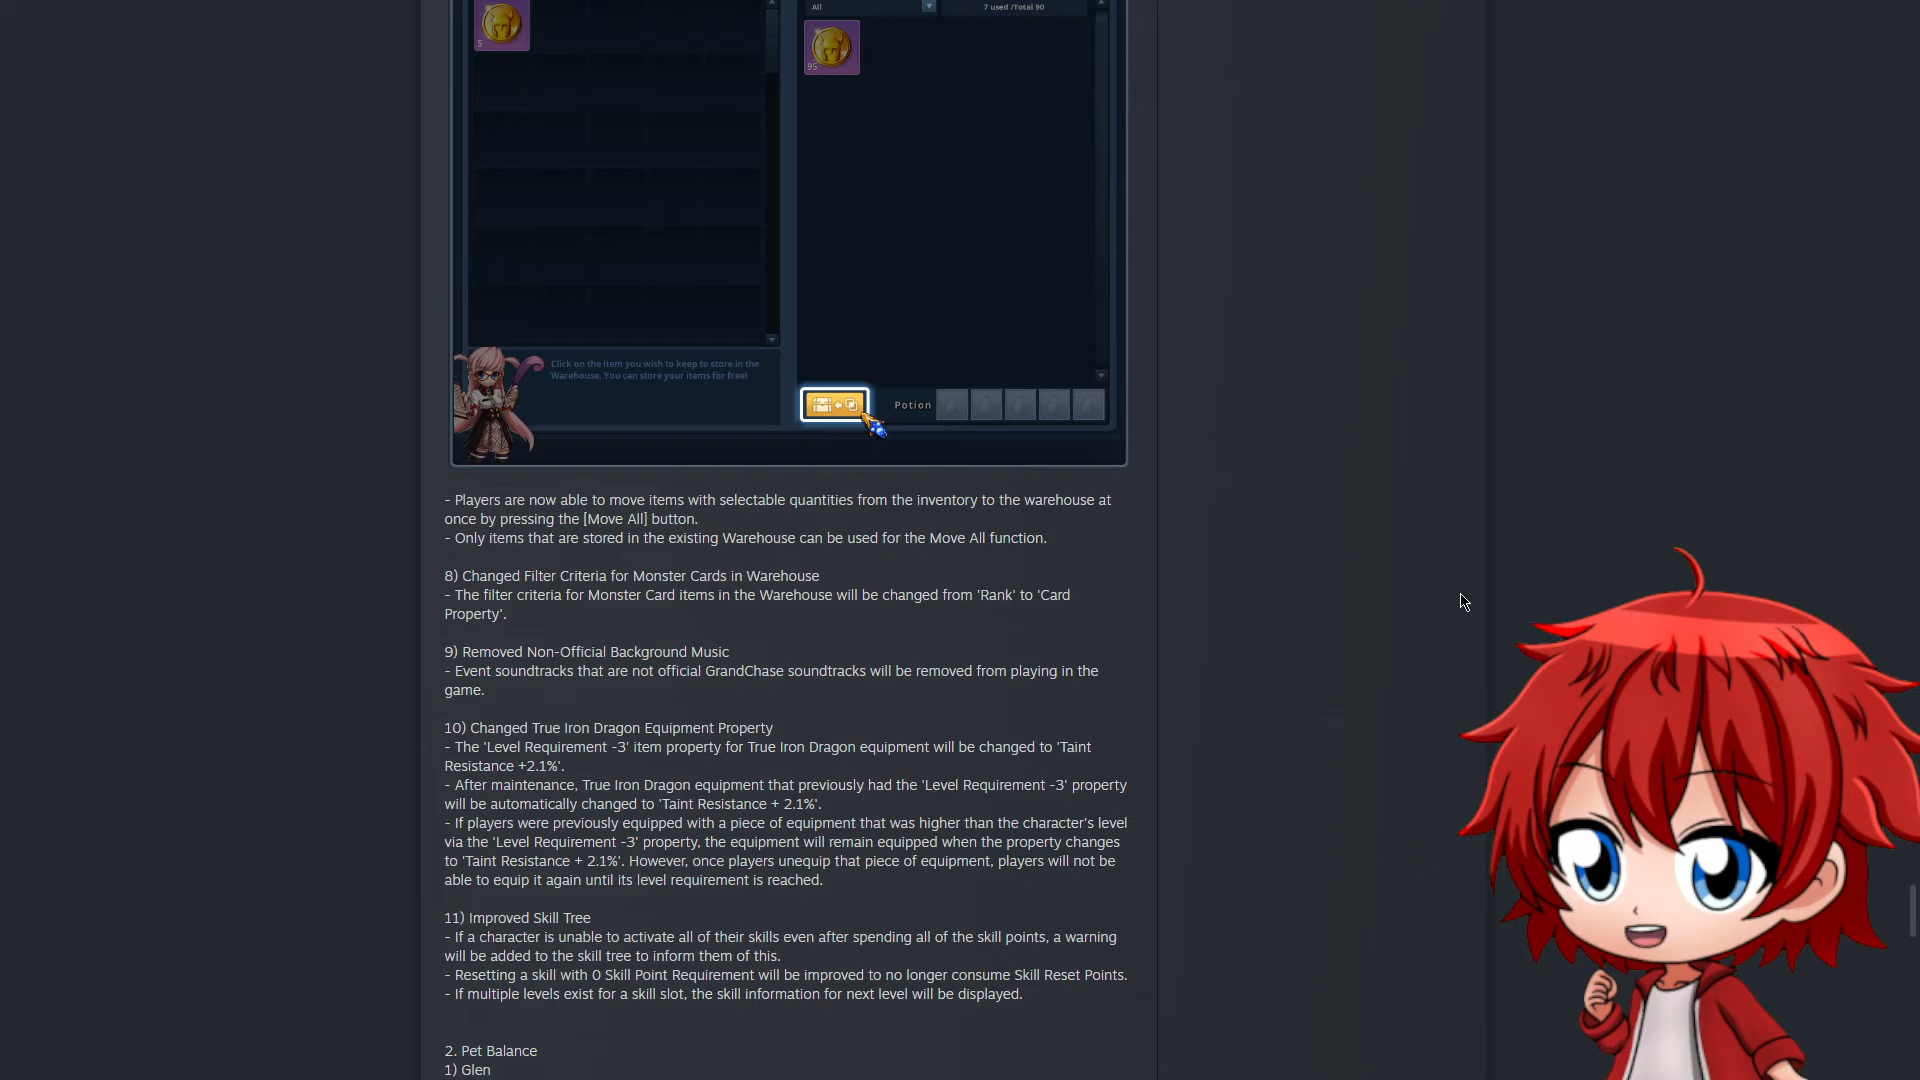 All
7 used /Total 90
5
95
Click on the item you wish to keep to store in the
Warehouse. You can store your items for free!
Potion
- Players are now able to move items with selectable quantities from the inventory to the warehouse at
once by pressing the [Move All] button.
- Only items that are stored in the existing Warehouse can be used for the Move All function.
8) Changed Filter Criteria for Monster Cards in Warehouse
- The filter criteria for Monster Card items in the Warehouse will be changed from 'Rank' to 'Card
Property'.
9) Removed Non-Official Background Music
- Event soundtracks that are not official GrandChase soundtracks will be removed from playing in the
game.
10) Changed True Iron Dragon Equipment Property
- The 'Level Requirement -3' item property for True Iron Dragon equipment will be changed to 'Taint
Resistance +2.1%'.
- After maintenance, True Iron Dragon equipment that previously had the 'Level Requirement -3' property
will be automatically changed to 'Taint Resistance + 2.1%'.
- If players were previously equipped with a piece of equipment that was higher than the character's level
via the 'Level Requirement -3' property, the equipment will remain equipped when the property changes
to 'Taint Resistance + 2.1%'. However, once players unequip that piece of equipment, players will not be
able to equip it again until its level requirement is reached.
11) Improved Skill Tree
- If a character is unable to activate all of their skills even after spending all of the skill points, a warning
will be added to the skill tree to inform them of this.
- Resetting a skill with 0 Skill Point Requirement will be improved to no longer consume Skill Reset Points.
- If multiple levels exist for a skill slot, the skill information for next level will be displayed.
2. Pet Balance
1) Glen